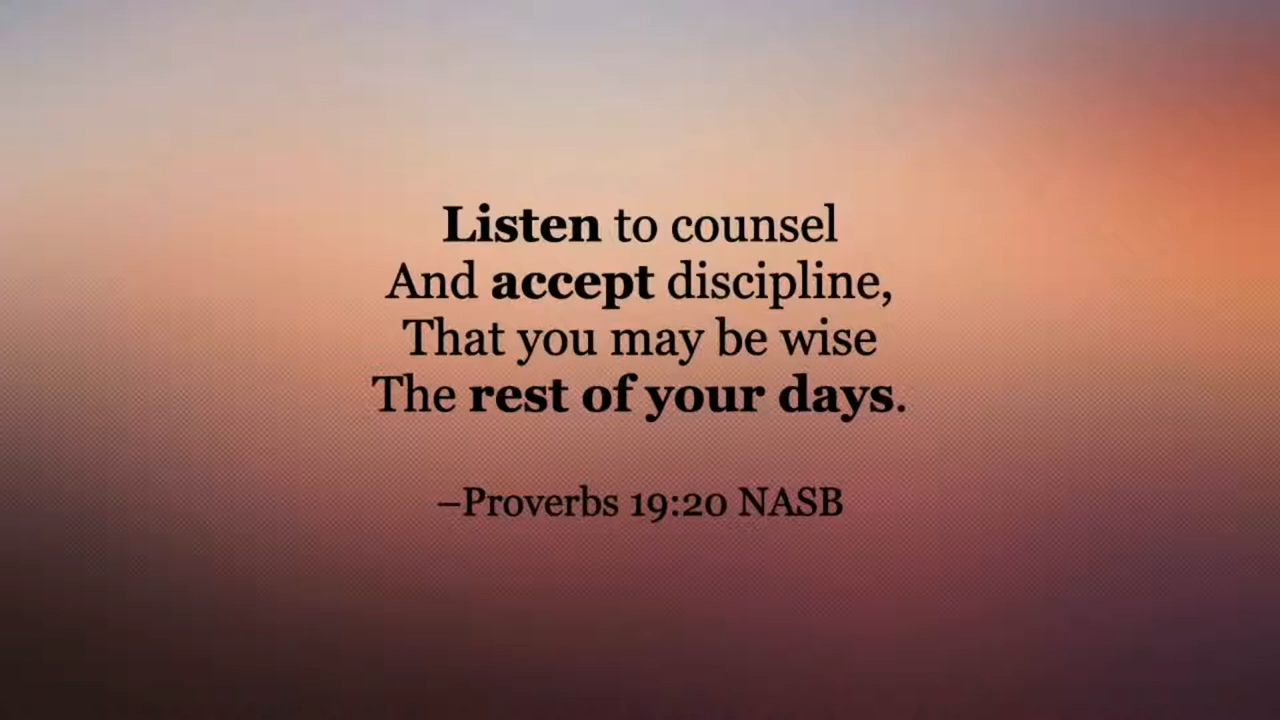 Listen to counsel
And accept discipline,
That you may be wise
The rest of your days.
–Proverbs 19:20 NASB